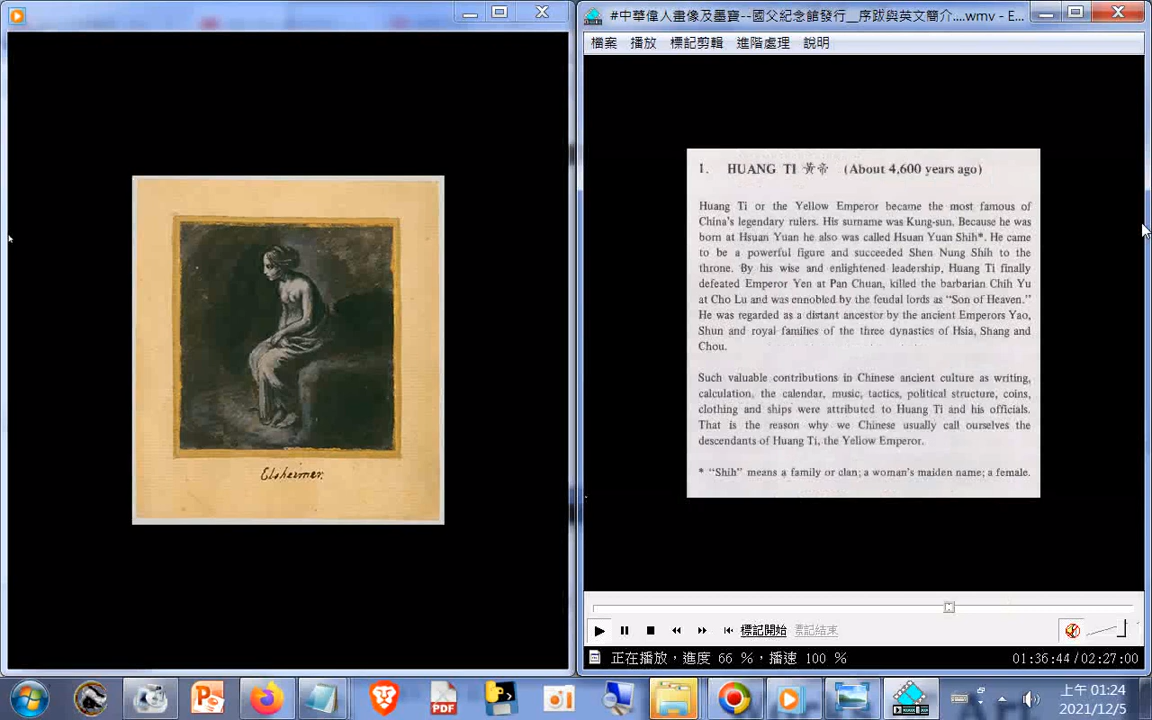 Elsheimer.
#中華偉人畫像及墨寶--國父紀念館發行__序跋與英文簡介....wmv - E...
檔案 播放 標記剪輯 進階處理 說明
1. HUANG TI 黃帝 (About 4,600 years ago)
Huang Ti or the Yellow Emperor became the most famous of
China's legendary rulers. His surname was Kung-sun. Because he was
born at Hsuan Yuan he also was called Hsuan Yuan Shih*. He came
to be a powerful figure and succeeded Shen Nung Shih to the
throne. By his wise and enlightened leadership, Huang Ti finally
defeated Emperor Yen at Pan Chuan, killed the barbarian Chih Yu
at Cho Lu and was ennobled by the feudal lords as "Son of Heaven."
He was regarded as a distant ancestor by the ancient Emperors Yao,
Shun and royal families of the three dynasties of Hsia, Shang and
Chou.
Such valuable contributions in Chinese ancient culture as writing,
calculation, the calendar, music, tactics, political structure, coins,
clothing and ships were attributed to Huang Ti and his officials.
That is the reason why we Chinese usually call ourselves the
descendants of Huang Ti, the Yellow Emperor.
* "Shih" means a family or clan; a woman's maiden name; a female.
標記開始 標記結束
正在播放，進度 66 %，播速 100 % 01:36:44 / 02:27:00
PDF
上午 01:24
2021/12/5